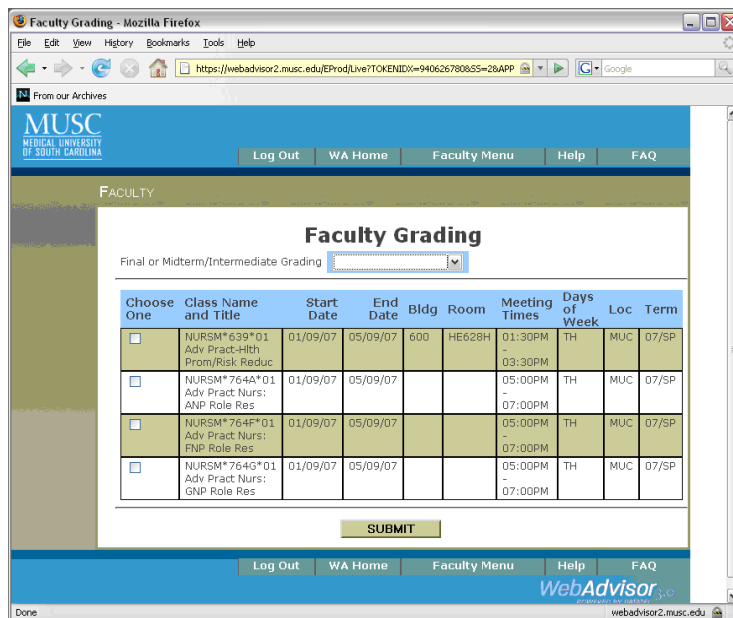 Faculty Grading - Mozilla Firefox
File Edit View History Bookmarks Tools Help
https://webadvisor2.musc.edu/EProd/Live?TOKENIDX=940626780&SS=2&APP
Google
From our Archives
MUSC
MEDICAL UNIVERSITY
OF SOUTH CAROLINA
Log Out WA Home Faculty Menu Help FAQ
FACULTY
Faculty Grading
Final or Midterm/Intermediate Grading
Choose One Class Name and Title Start Date End Date Bldg Room Meeting Times Days of Week Loc Term
NURSM*639*01 01/09/07 05/09/07 600 HE628H 01:30PM TH MUC 07/SP
Adv Pract-Hlth -
Prom/Risk Reduc 03:30PM
NURSM*764A*01 01/09/07 05/09/07 05:00PM TH MUC 07/SP
Adv Pract Nurs: -
ANP Role Res 07:00PM
NURSM*764F*01 01/09/07 05/09/07 05:00PM TH MUC 07/SP
Adv Pract Nurs: -
FNP Role Res 07:00PM
NURSM*764G*01 01/09/07 05/09/07 05:00PM TH MUC 07/SP
Adv Pract Nurs: -
GNP Role Res 07:00PM
SUBMIT
Log Out WA Home Faculty Menu Help FAQ
WebAdvisor 3.0
POWERED BY DATATEL
Done webadvisor2.musc.edu